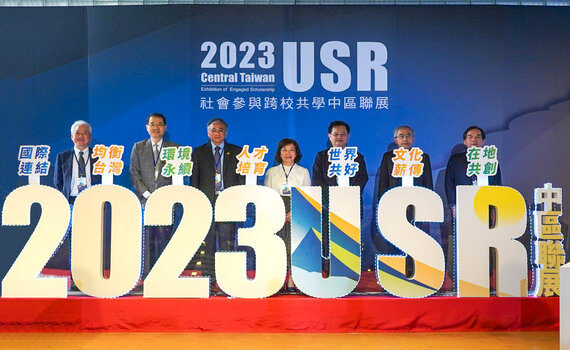 2023
Central Taiwan
Exhibition of Engaged Scholarship
USR
社會參與跨校共學中區聯展
國際
連結
均衡
台灣
環境
永續
人才
培育
世界
共好
文化
薪傳
在地
共創
2023USR
中區聯展